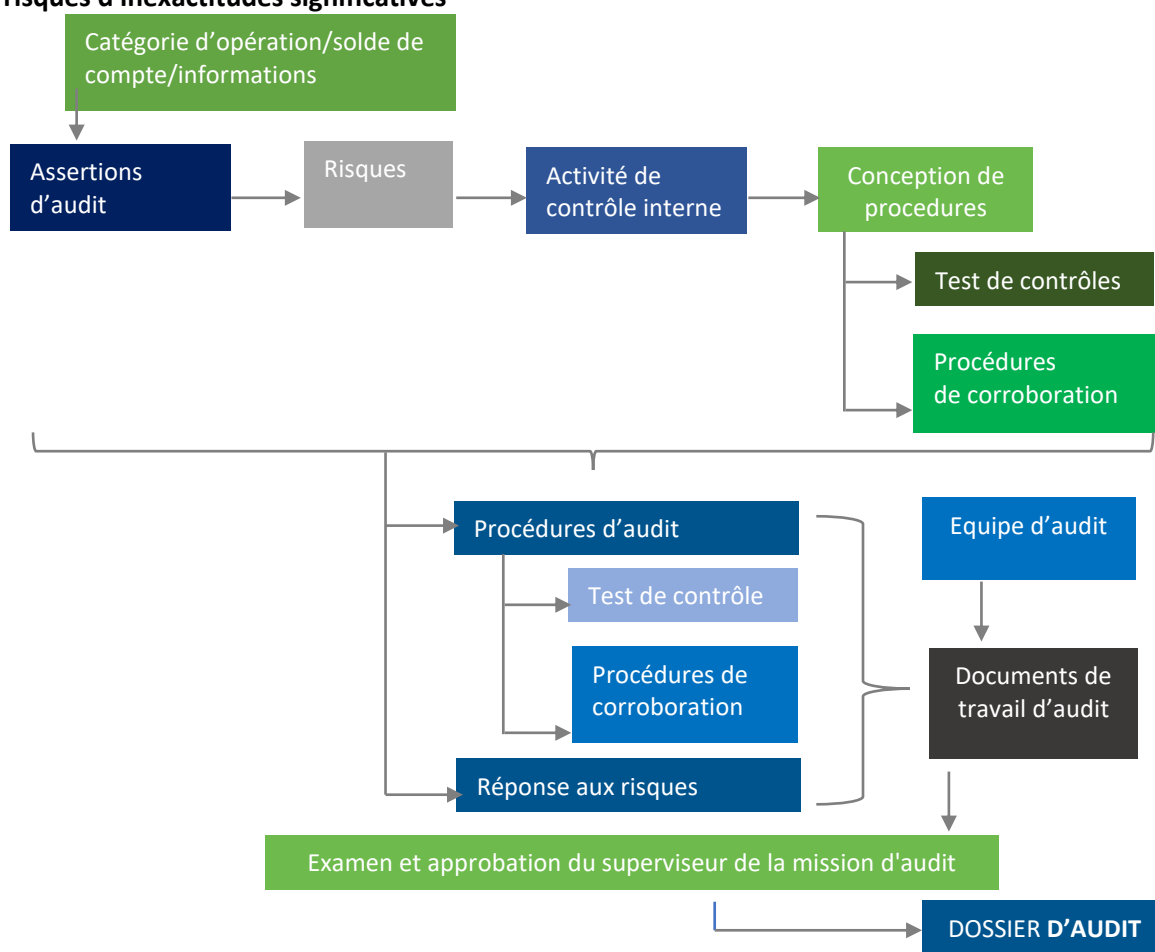 risques d'inexactitudes significatives
Catégorie d’opération/solde de
compte/informations
Assertions
d’audit
Risques
Activité de
contrôle interne
Conception de
procedures
Test de contrôles
Procédures
de corroboration
Procédures d’audit
Equipe d’audit
Test de contrôle
Procédures de
corroboration
Documents de
travail d’audit
Réponse aux risques
Examen et approbation du superviseur de la mission d'audit
DOSSIER D’AUDIT